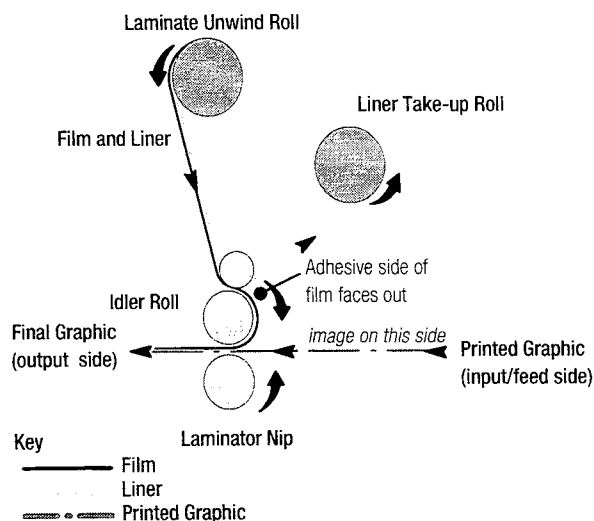 Laminate Unwind Roll
Liner Take-up Roll
Film and Liner
Adhesive side of
film faces out
Idler Roll
Final Graphic
(output side)
image on this side
Printed Graphic
(input/feed side)
Laminator Nip
Key
Film
Liner
Printed Graphic